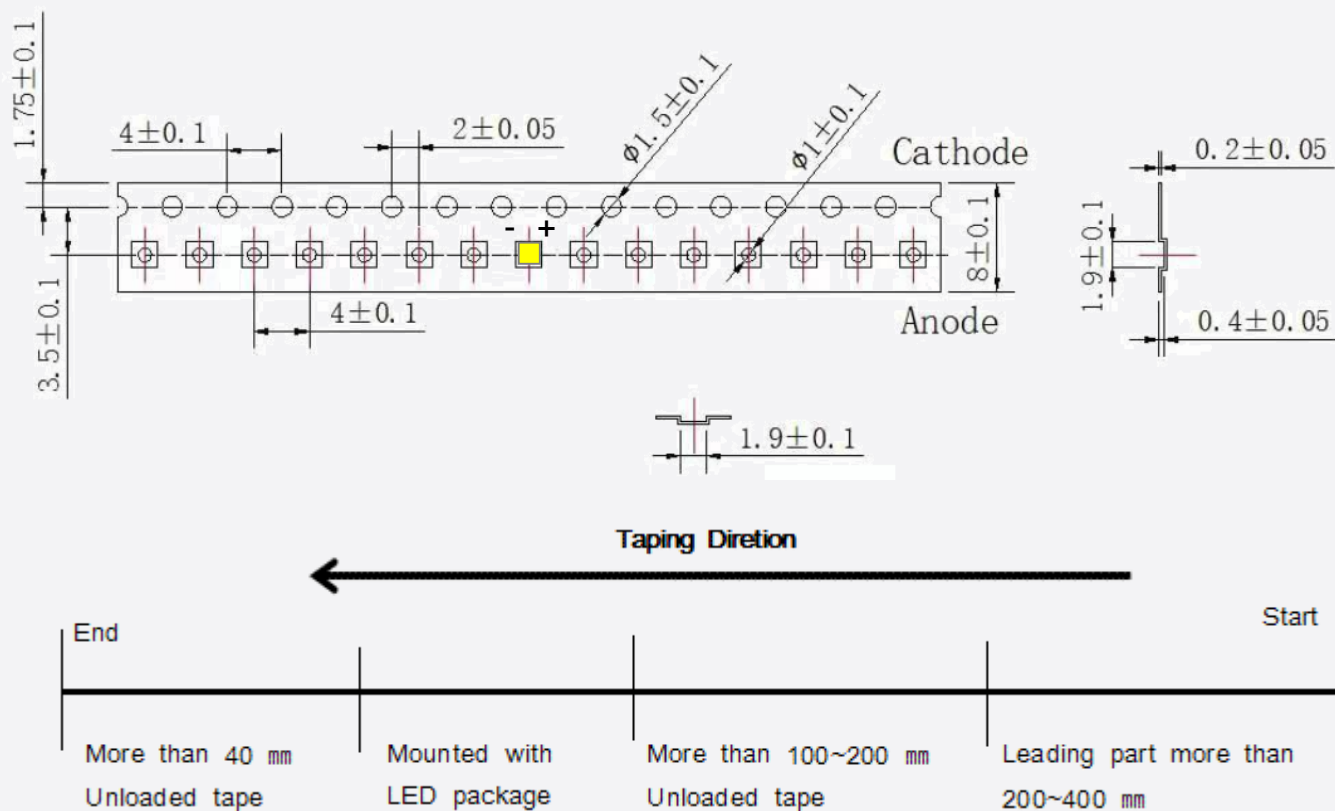 1.75±0.1
4±0.1
2±0.05
ø1.5±0.1
ø1±0.1
Cathode
0.2±0.05
- +
8±0.1
1.9±0.1
3.5±0.1
4±0.1
Anode
0.4±0.05
1.9±0.1
Taping Diretion
End
Start
More than 40 mm
Unloaded tape
Mounted with
LED package
More than 100~200 mm
Unloaded tape
Leading part more than
200~400 mm